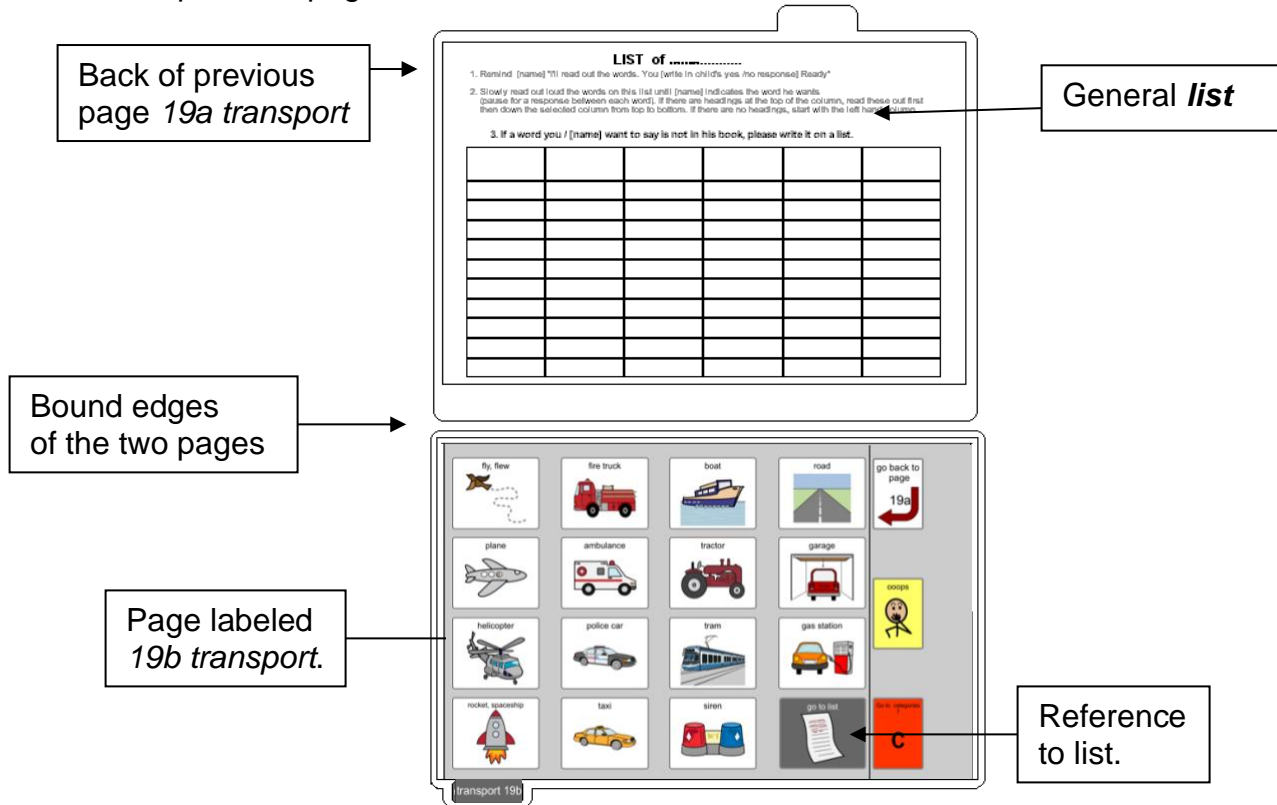 Back of previous
page 19a transport
LIST of ..................
1. Remind [name] "I'll read out the words. You [write in child's yes /no response] Ready"
2. Slowly read out loud the words on this list until [name] indicates the word he wants
(pause for a response between each word). If there are headings at the top of the column, read these out first
then down the selected column from top to bottom. If there are no headings, start with the left hand column
3. If a word you / [name] want to say is not in his book, please write it on a list.
General list
Bound edges
of the two pages
fly, flew
fire truck
boat
road
go back to
page
19a
plane
ambulance
tractor
garage
ooops
Page labeled
19b transport.
helicopter
police car
tram
gas station
rocket, spaceship
taxi
siren
go to list
Go to categories
C
Reference
to list.
transport 19b